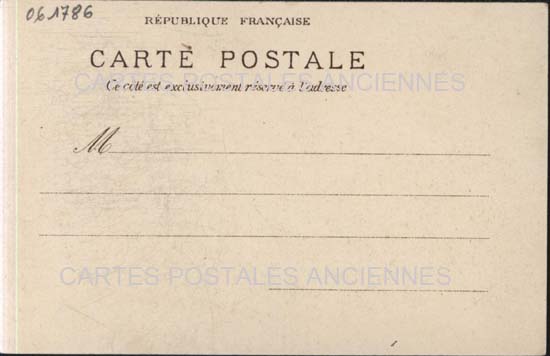 061786
RÉPUBLIQUE FRANÇAISE
CARTE POSTALE
CARTES POSTALES ANCIENNES
Ce côté est exclusivement réservé à l'adresse
M
CARTES POSTALES ANCIENNES